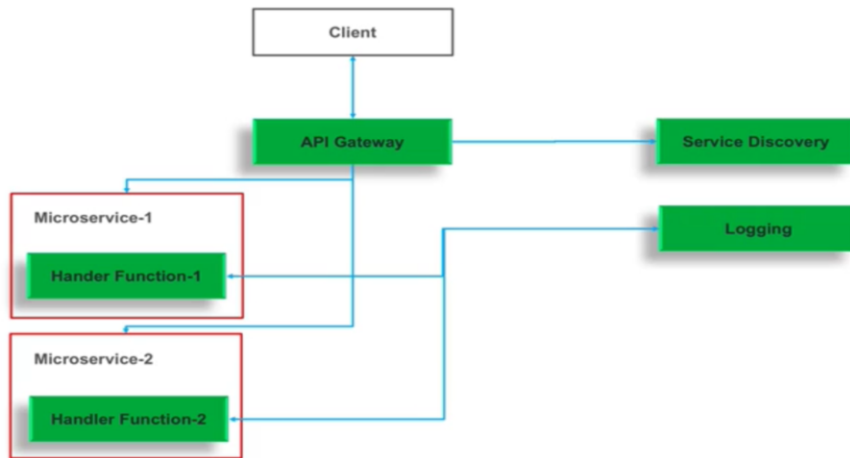 Client
API Gateway
Service Discovery
Microservice-1
Logging
Hander Function-1
Microservice-2
Handler Function-2